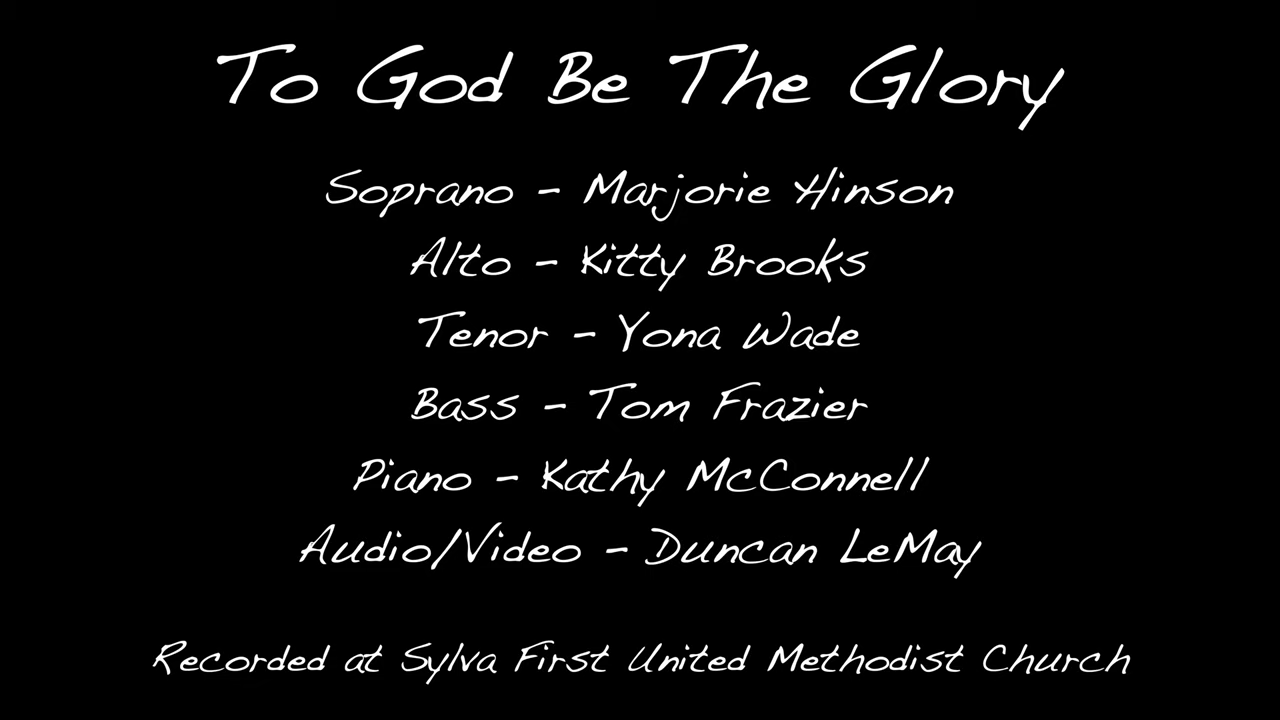 To God Be The Glory
Soprano - Marjorie Hinson
Alto - Kitty Brooks
Tenor - Yona Wade
Bass - Tom Frazier
Piano - Kathy McConnell
Audio/Video - Duncan LeMay
Recorded at Sylva First United Methodist Church